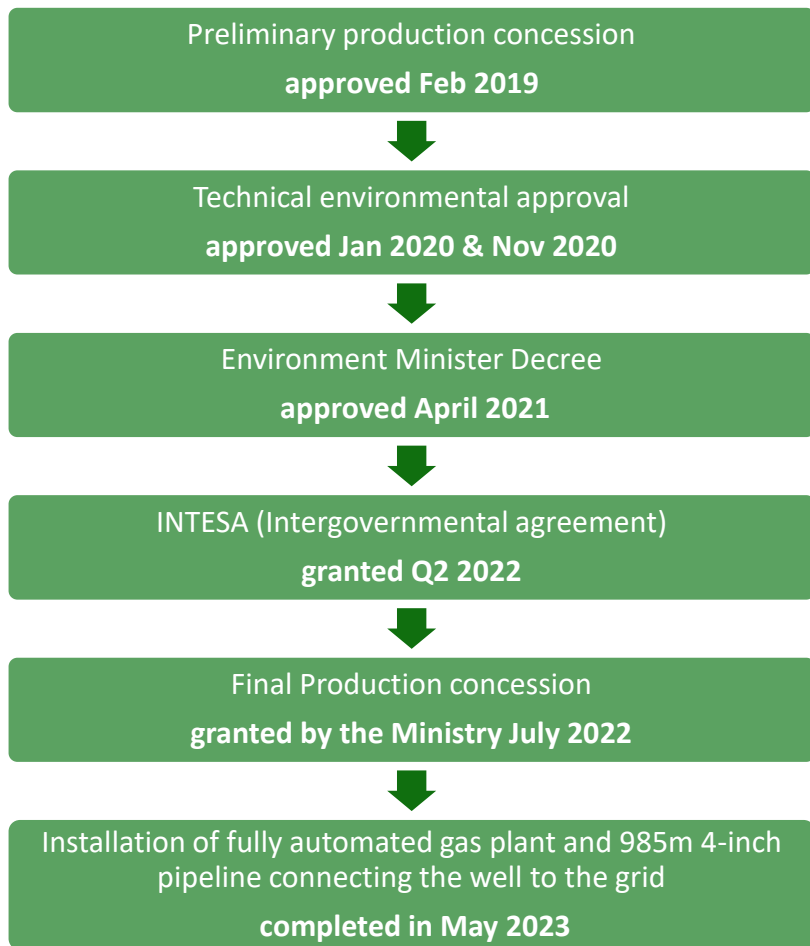 Preliminary production concession
approved Feb 2019
Technical environmental approval
approved Jan 2020 & Nov 2020
Environment Minister Decree
approved April 2021
INTESA (Intergovernmental agreement)
granted Q2 2022
Final Production concession
granted by the Ministry July 2022
Installation of fully automated gas plant and 985m 4-inch
pipeline connecting the well to the grid
completed in May 2023